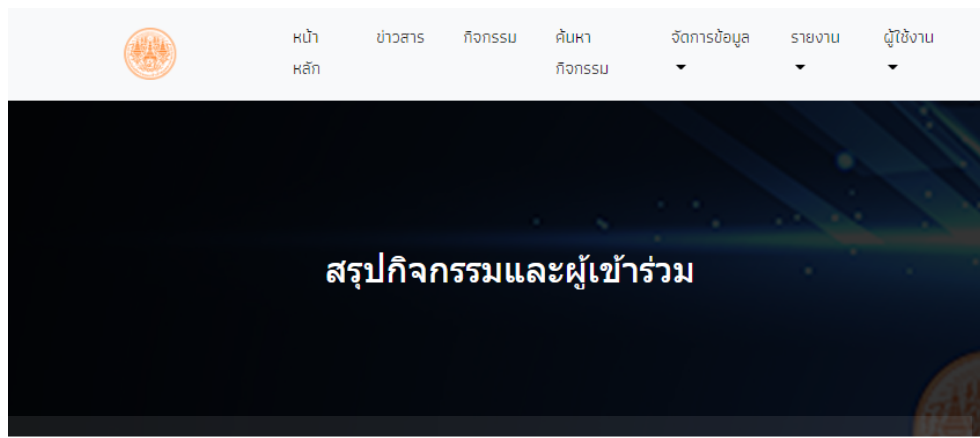 หน้า ข่าวสาร กิจกรรม ค้นหา จัดการข้อมูล รายงาน ผู้ใช้งาน
หลัก กิจกรรม
สรุปกิจกรรมและผู้เข้าร่วม